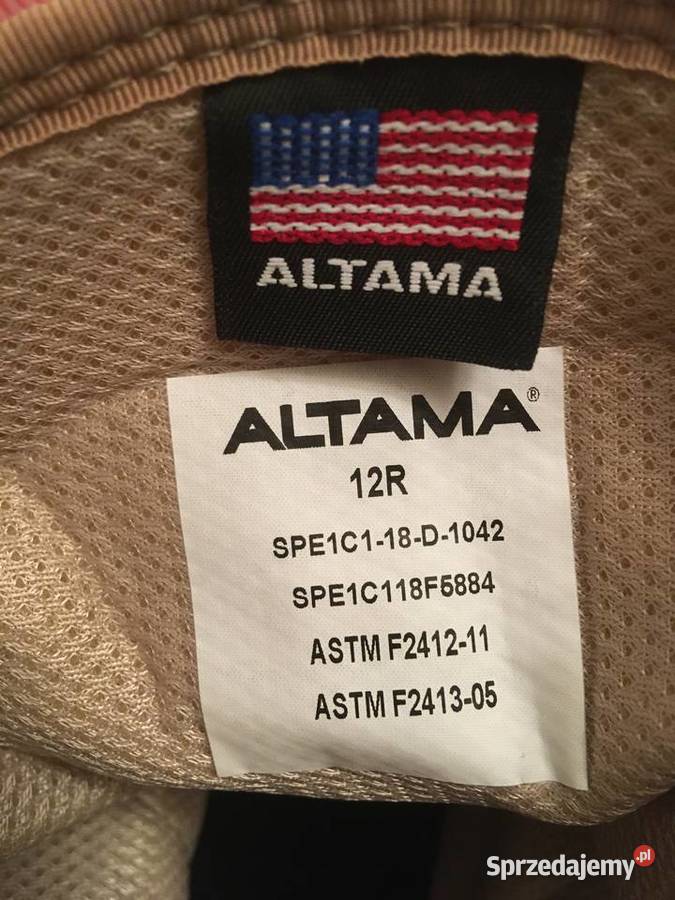 ALTAMA
ALTAMA®
12R
SPE1C1-18-D-1042
SPE1C118F5884
ASTM F2412-11
ASTM F2413-05
Sprzedajemy.pl